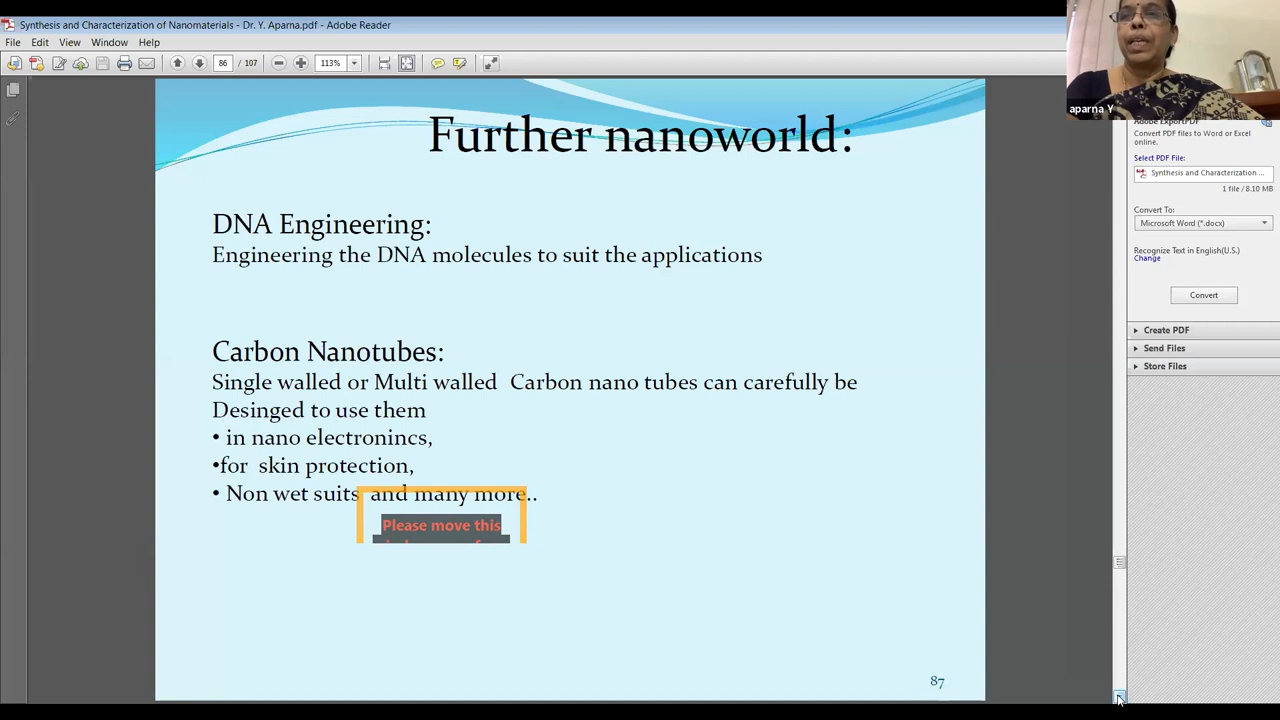 Synthesis and Characterization of Nanomaterials - Dr. Y. Aparna.pdf - Adobe Reader
File Edit View Window Help
86 / 107 113%
aparna Y
Adobe ExportPDF
Convert PDF files to Word or Excel
online.
Select PDF File:
Synthesis and Characterization ...
1 file / 8.10 MB
Convert To:
Microsoft Word (*.docx)
Recognize Text in English(U.S.)
Change
Convert
Create PDF
Send Files
Store Files
Further nanoworld:
DNA Engineering:
Engineering the DNA molecules to suit the applications
Carbon Nanotubes:
Single walled or Multi walled Carbon nano tubes can carefully be
Desinged to use them
• in nano electronincs,
•for skin protection,
• Non wet suits and many more..
Please move this
87